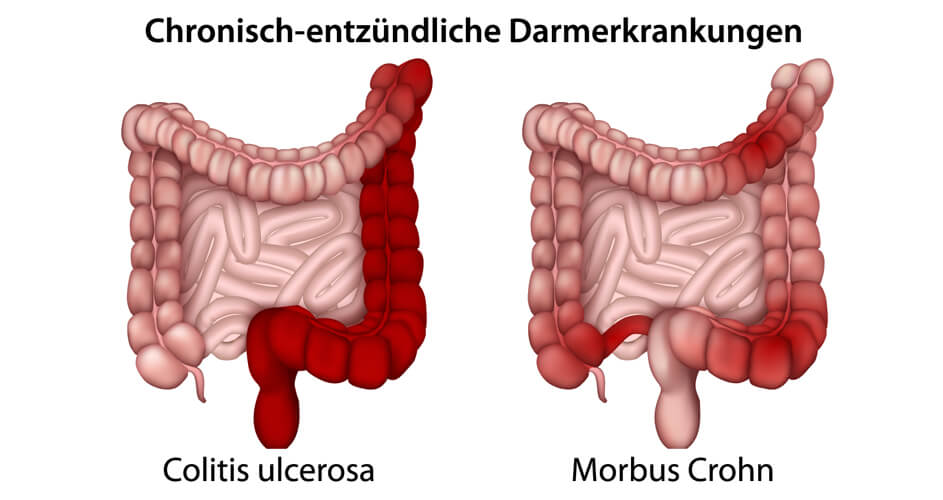 Chronisch-entzündliche Darmerkrankungen
Colitis ulcerosa
Morbus Crohn